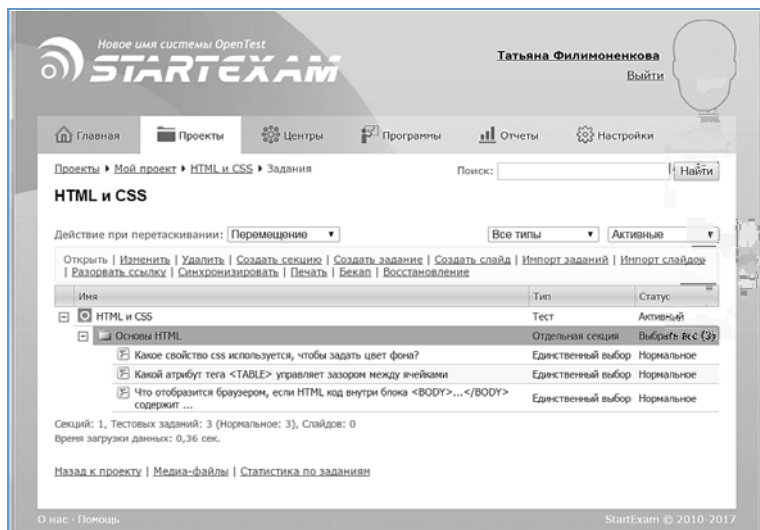 Новое имя системы OpenTest
STARTEXAM
Татьяна Филимоненкова
Выйти
Главная
Проекты
Центры
Программы
Отчеты
Настройки
Проекты ▸ Мой проект ▸ HTML и CSS ▸ Задания
Поиск:
Найти
HTML и CSS
Действие при перетаскивании: Перемещение
Все типы
Активные
Открыть | Изменить | Удалить | Создать секцию | Создать задание | Создать слайд | Импорт заданий | Импорт слайдов
| Разорвать ссылку | Синхронизировать | Печать | Бекап | Восстановление
Имя Тип Статус
HTML и CSS Тест Активный
Основы HTML Отдельная секция Выбрать все (3)
Какое свойство css используется, чтобы задать цвет фона? Единственный выбор Нормальное
Какой атрибут тега <TABLE> управляет зазором между ячейками Единственный выбор Нормальное
Что отобразится браузером, если HTML код внутри блока <BODY>...</BODY>
содержит ... Единственный выбор Нормальное
Секций: 1, Тестовых заданий: 3 (Нормальное: 3), Слайдов: 0
Время загрузки данных: 0,36 сек.
Назад к проекту | Медиа-файлы | Статистика по заданиям
О нас · Помощь
StartExam © 2010-2017